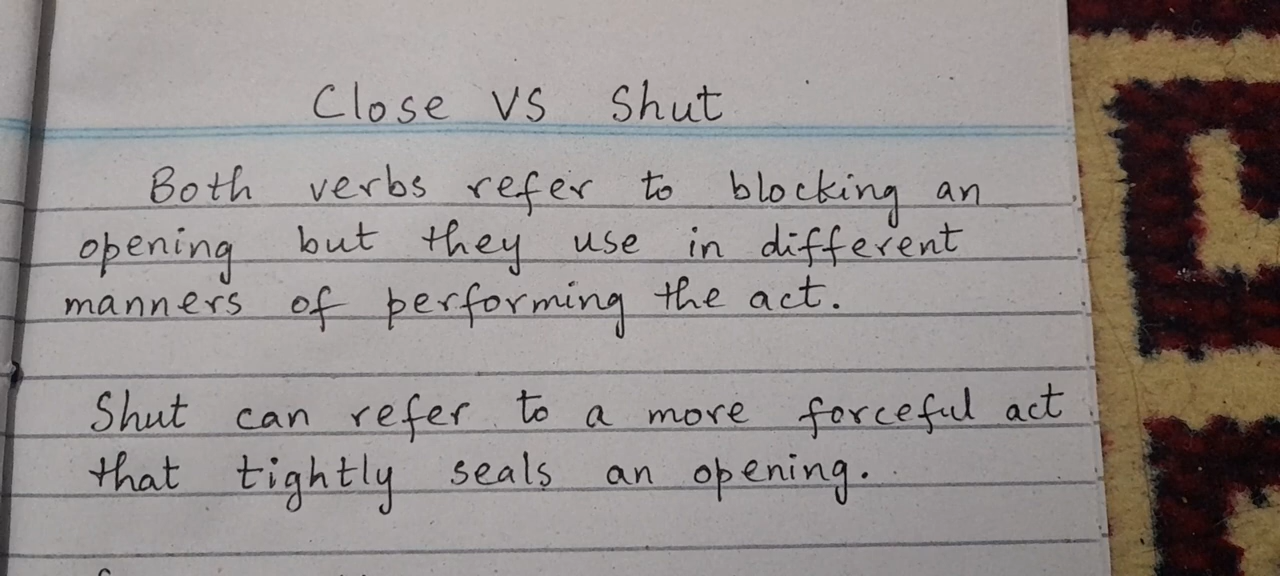 Close VS Shut
Both verbs refer to blocking an
opening but they use in different
manners of performing the act.
Shut can refer to a more forceful act
that tightly seals an opening.